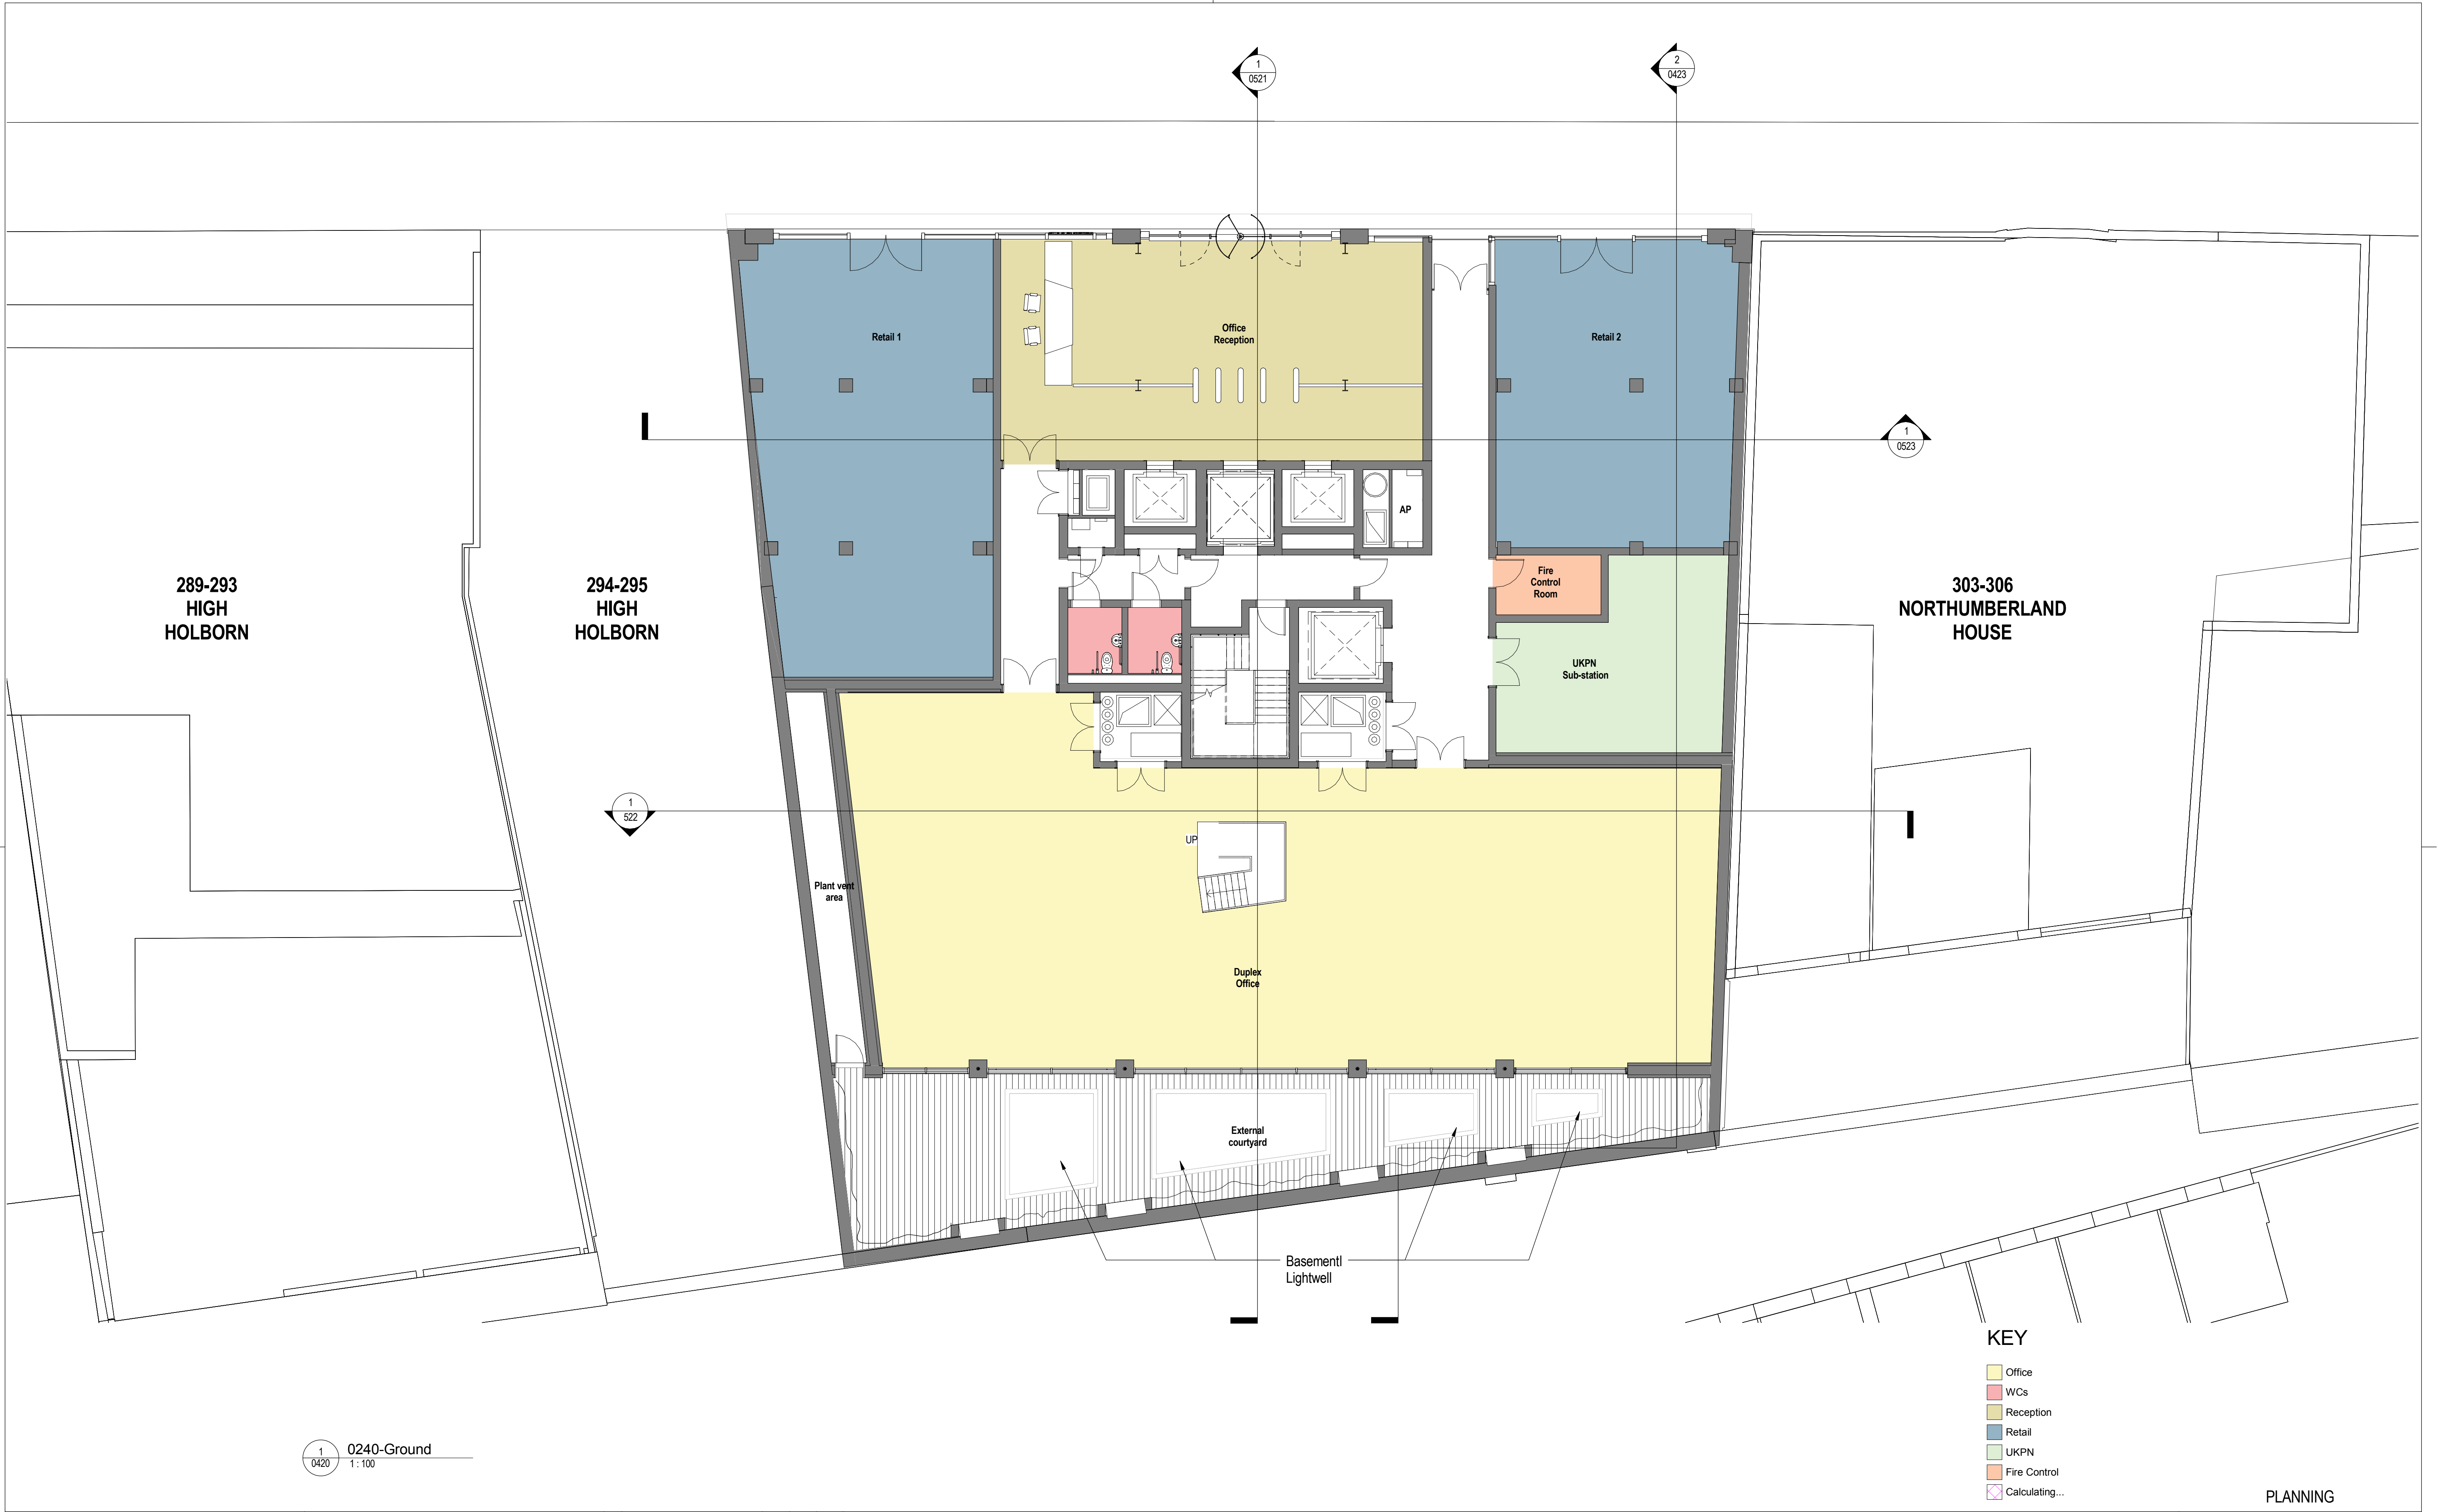 1
0521
2
0423
Retail 1
Office
Reception
Retail 2
1
0523
AP
289-293
HIGH
HOLBORN
294-295
HIGH
HOLBORN
Fire
Control
Room
303-306
NORTHUMBERLAND
HOUSE
UKPN
Sub-station
1
522
UP
Plant vent
area
Duplex
Office
External
courtyard
Basementl
Lightwell
KEY
Office
WCs
Reception
Retail
UKPN
Fire Control
Calculating...
1
0420
0240-Ground
1 : 100
PLANNING